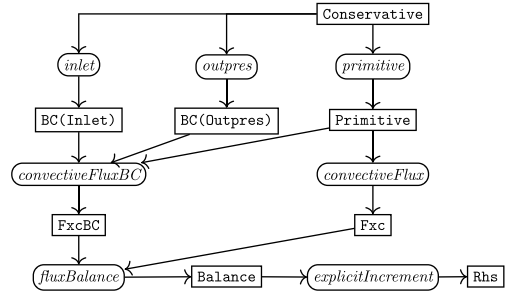 Conservative
inlet outpres primitive
BC(Inlet) BC(Outpres) Primitive
convectiveFluxBC convectiveFlux
FxcBC Fxc
fluxBalance Balance explicitIncrement Rhs